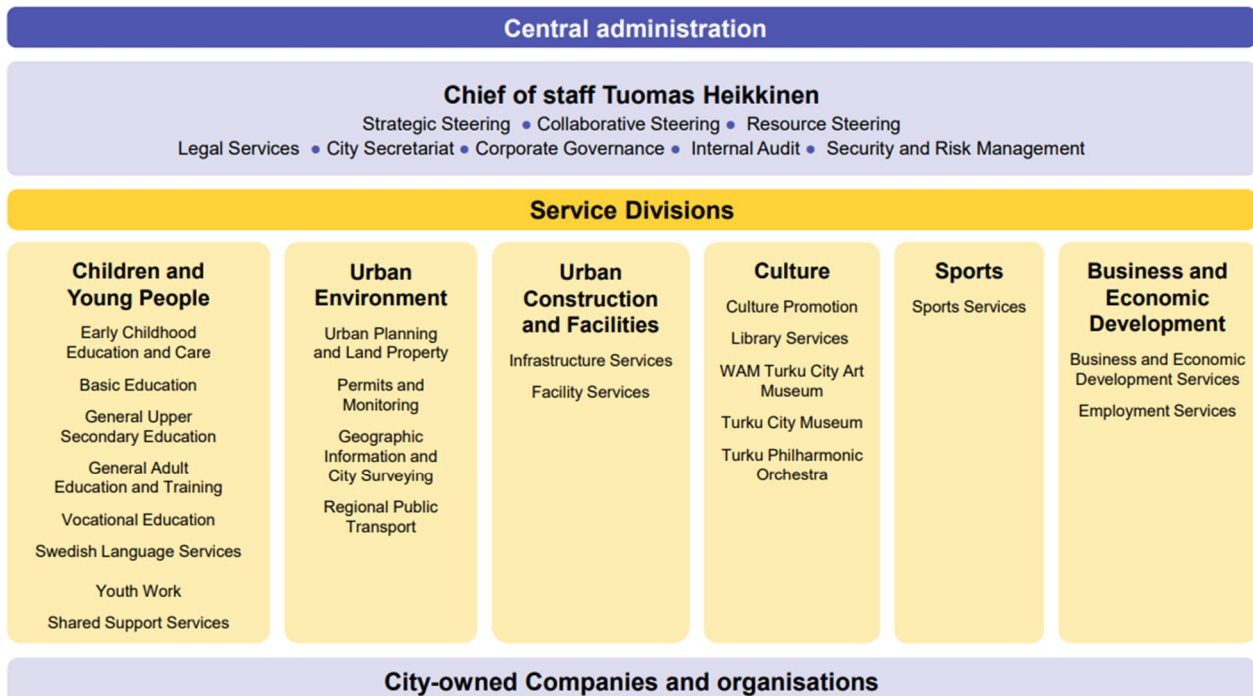 Central administration
Chief of staff Tuomas Heikkinen
Strategic Steering ● Collaborative Steering ● Resource Steering
Legal Services ● City Secretariat ● Corporate Governance ● Internal Audit ● Security and Risk Management
Service Divisions
Children and
Young People
Early Childhood
Education and Care
Basic Education
General Upper
Secondary Education
General Adult
Education and Training
Vocational Education
Swedish Language Services
Youth Work
Shared Support Services
Urban
Environment
Urban Planning
and Land Property
Permits and
Monitoring
Geographic
Information and
City Surveying
Regional Public
Transport
Urban
Construction
and Facilities
Infrastructure Services
Facility Services
Culture
Culture Promotion
Library Services
WAM Turku City Art
Museum
Turku City Museum
Turku Philharmonic
Orchestra
Sports
Sports Services
Business and
Economic
Development
Business and Economic
Development Services
Employment Services
City-owned Companies and organisations